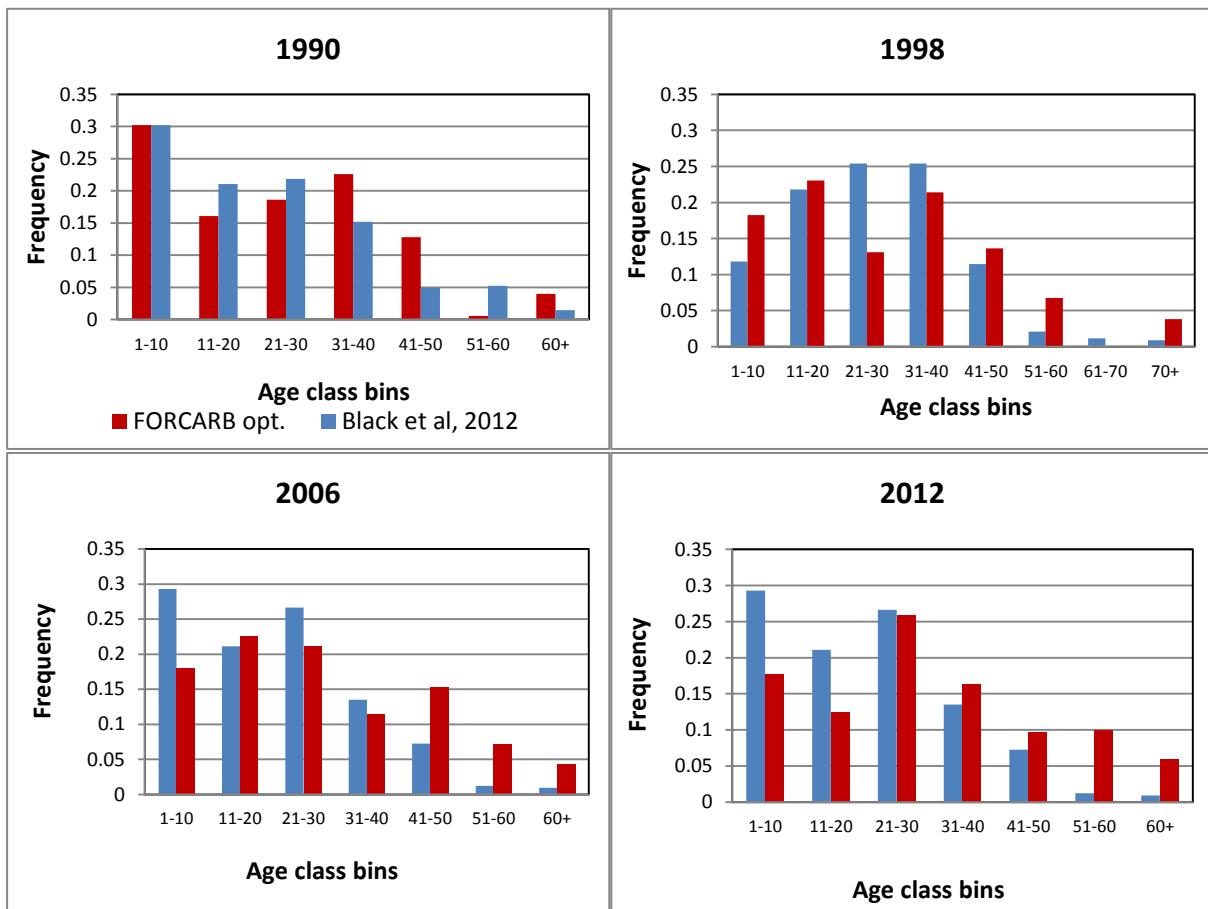 1990
0.35
0.3
0.25
0.2
0.15
0.1
0.05
0
Frequency
1-10 11-20 21-30 31-40 41-50 51-60 60+
Age class bins
FORCARB opt. Black et al, 2012
1998
0.35
0.3
0.25
0.2
0.15
0.1
0.05
0
Frequency
1-10 11-20 21-30 31-40 41-50 51-60 61-70 70+
Age class bins
2006
0.35
0.3
0.25
0.2
0.15
0.1
0.05
0
Frequency
1-10 11-20 21-30 31-40 41-50 51-60 60+
Age class bins
2012
0.35
0.3
0.25
0.2
0.15
0.1
0.05
0
Frequency
1-10 11-20 21-30 31-40 41-50 51-60 60+
Age class bins